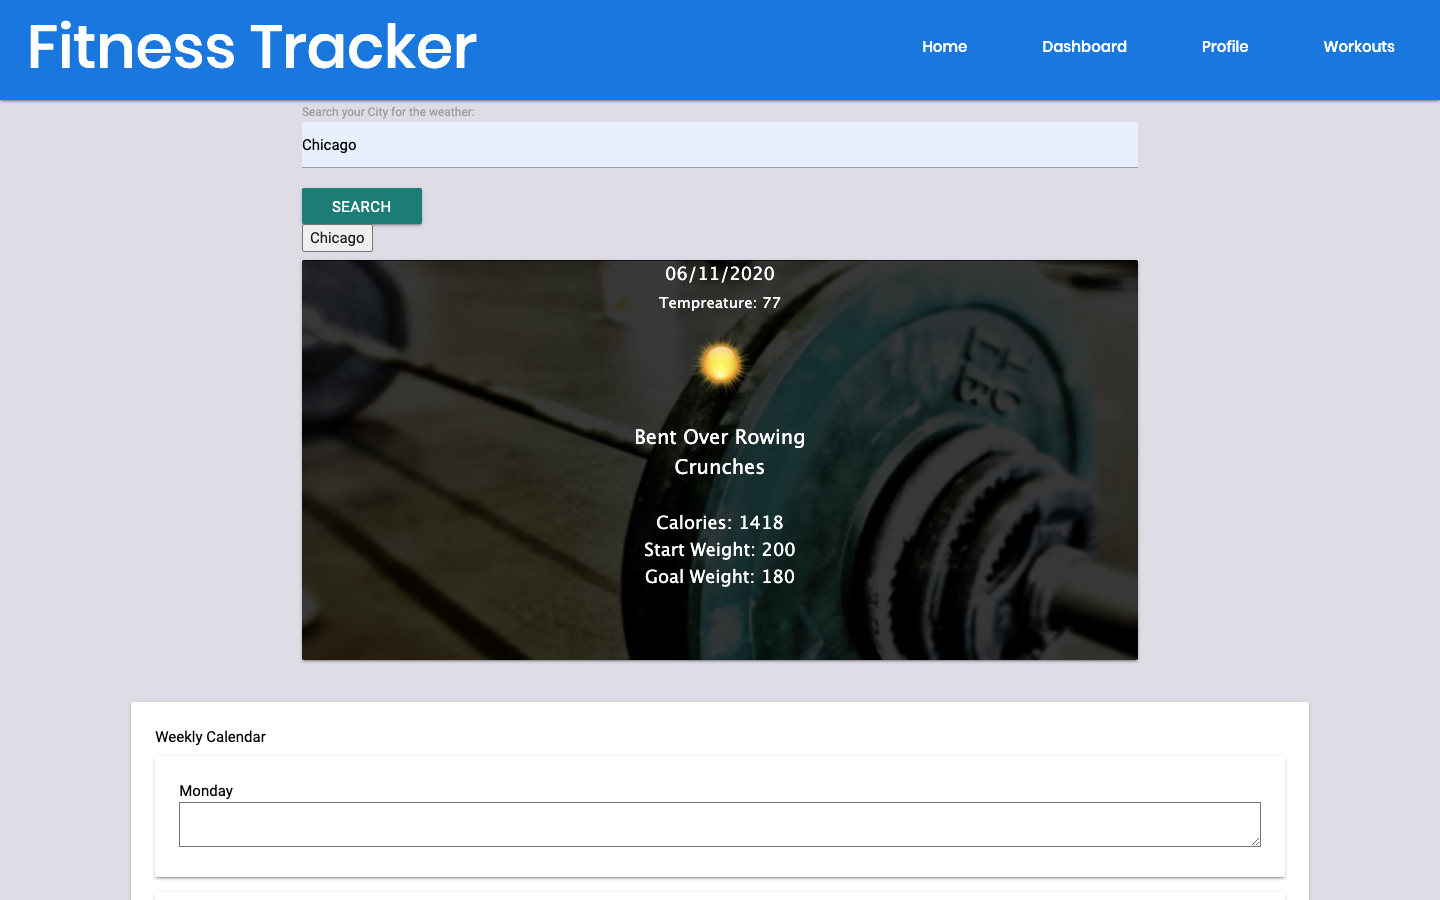 Fitness Tracker
Home Dashboard Profile Workouts
Search your City for the weather:
Chicago
SEARCH
Chicago
06/11/2020
Tempreature: 77
Bent Over Rowing
Crunches
Calories: 1418
Start Weight: 200
Goal Weight: 180
Weekly Calendar
Monday